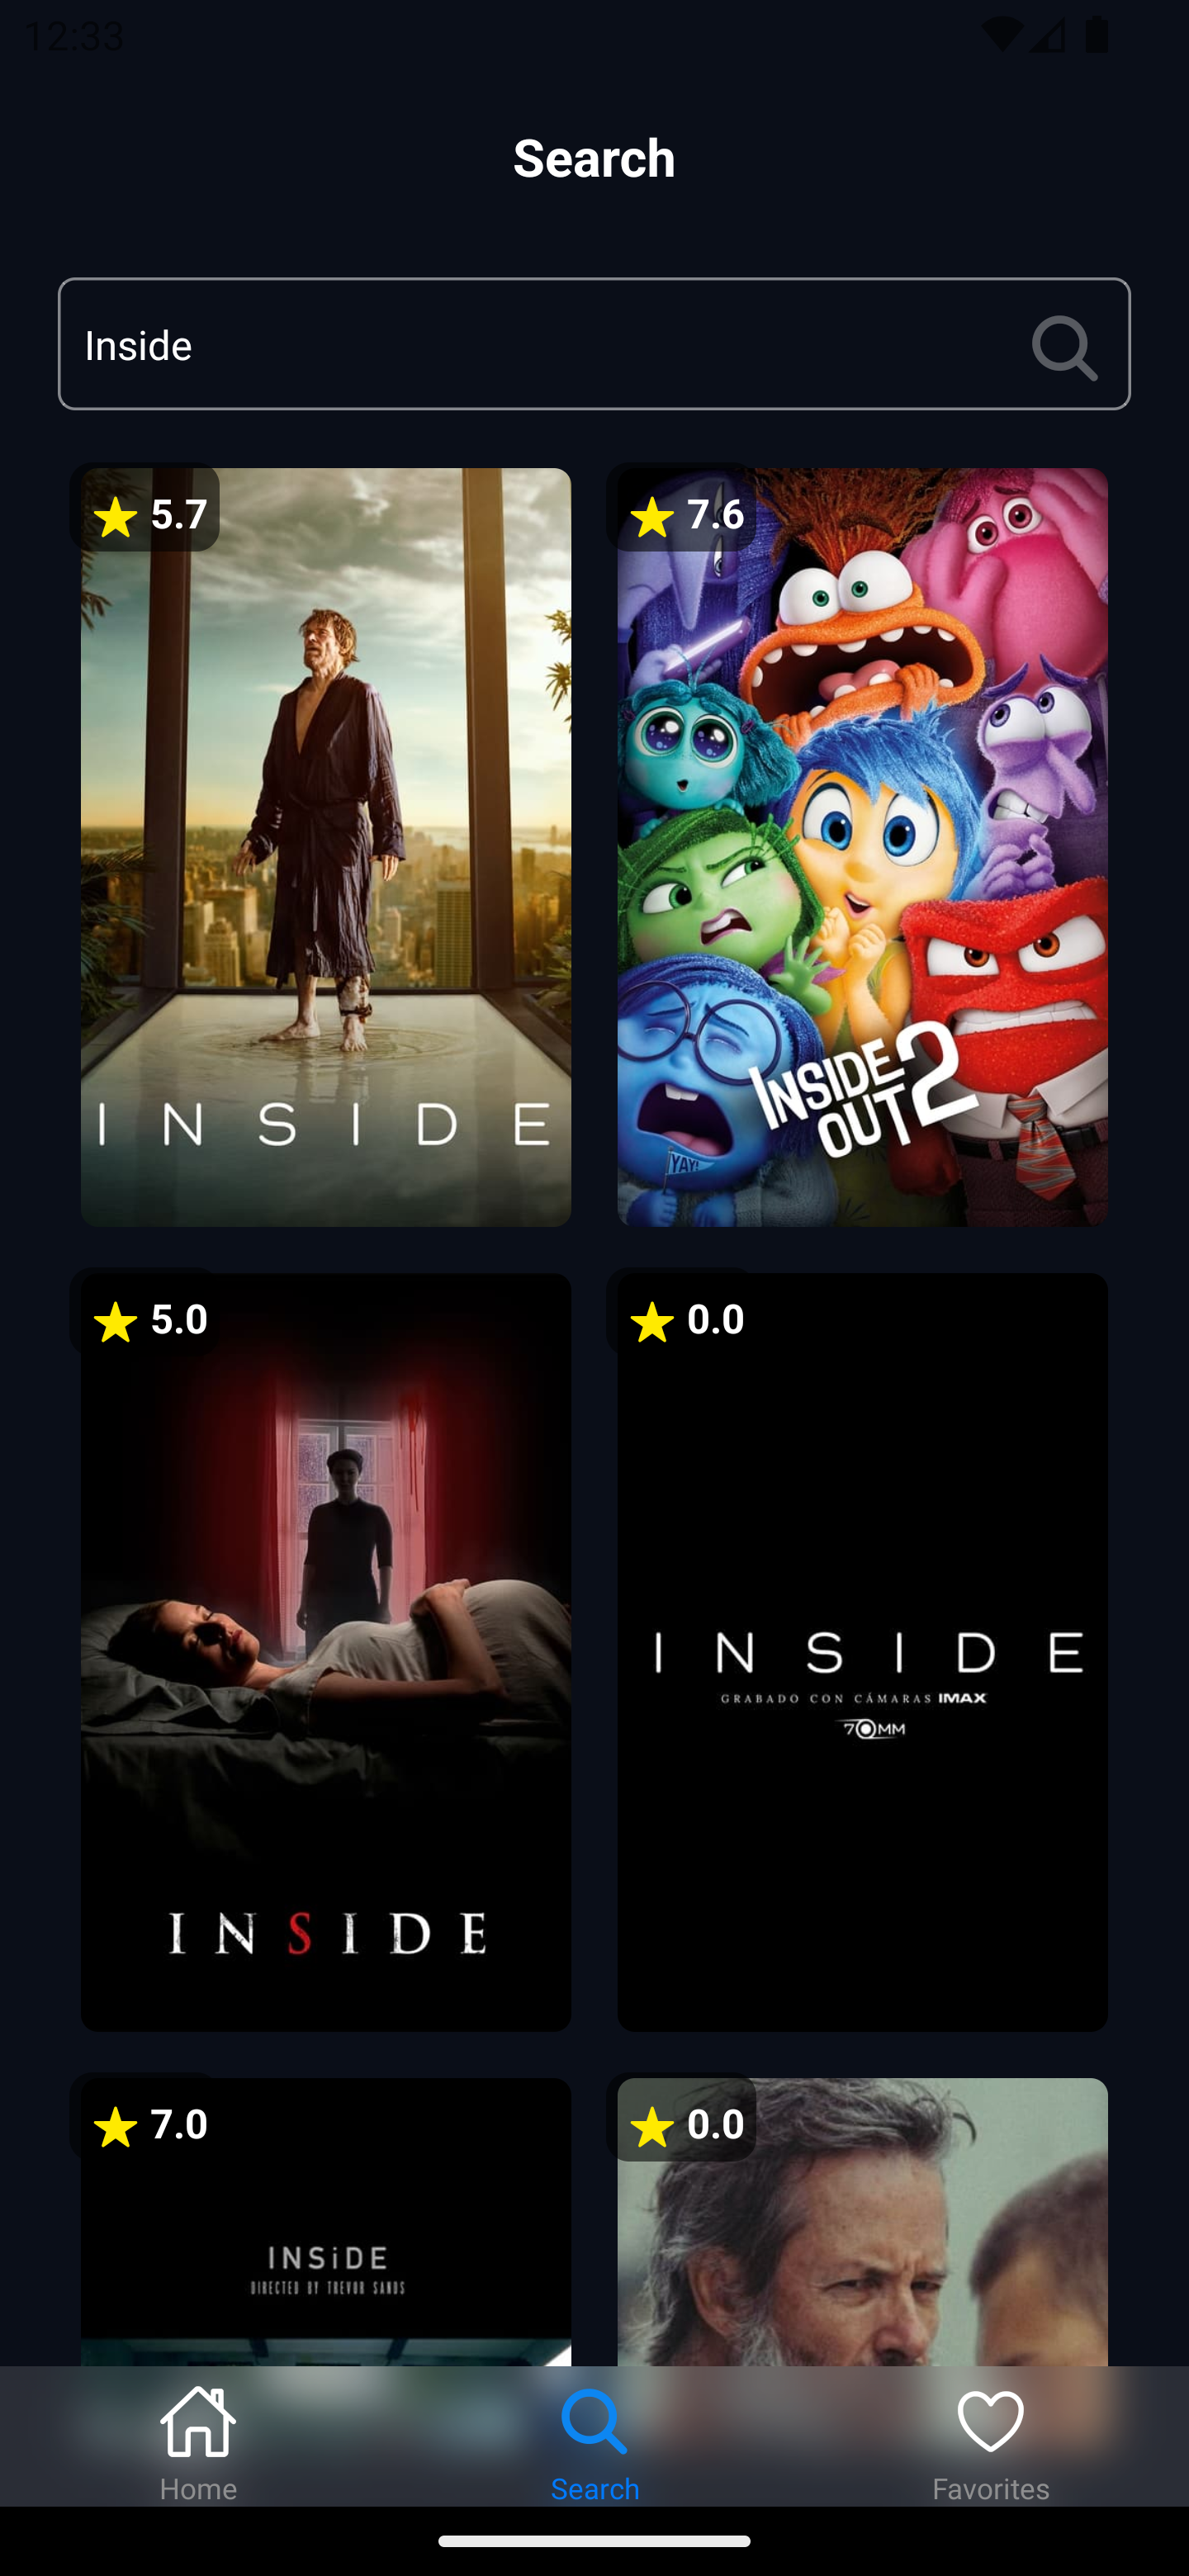 12:33
Search
Inside
5.7
INSIDE
7.6
YAY!
INSIDE
OUT 2
5.0
INSIDE
0.0
INSIDE
GRABADO CON CÁMARAS IMAX
70MM
7.0
INSiDE
DIRECTED BY TREVOR SANDS
0.0
Home
Search
Favorites